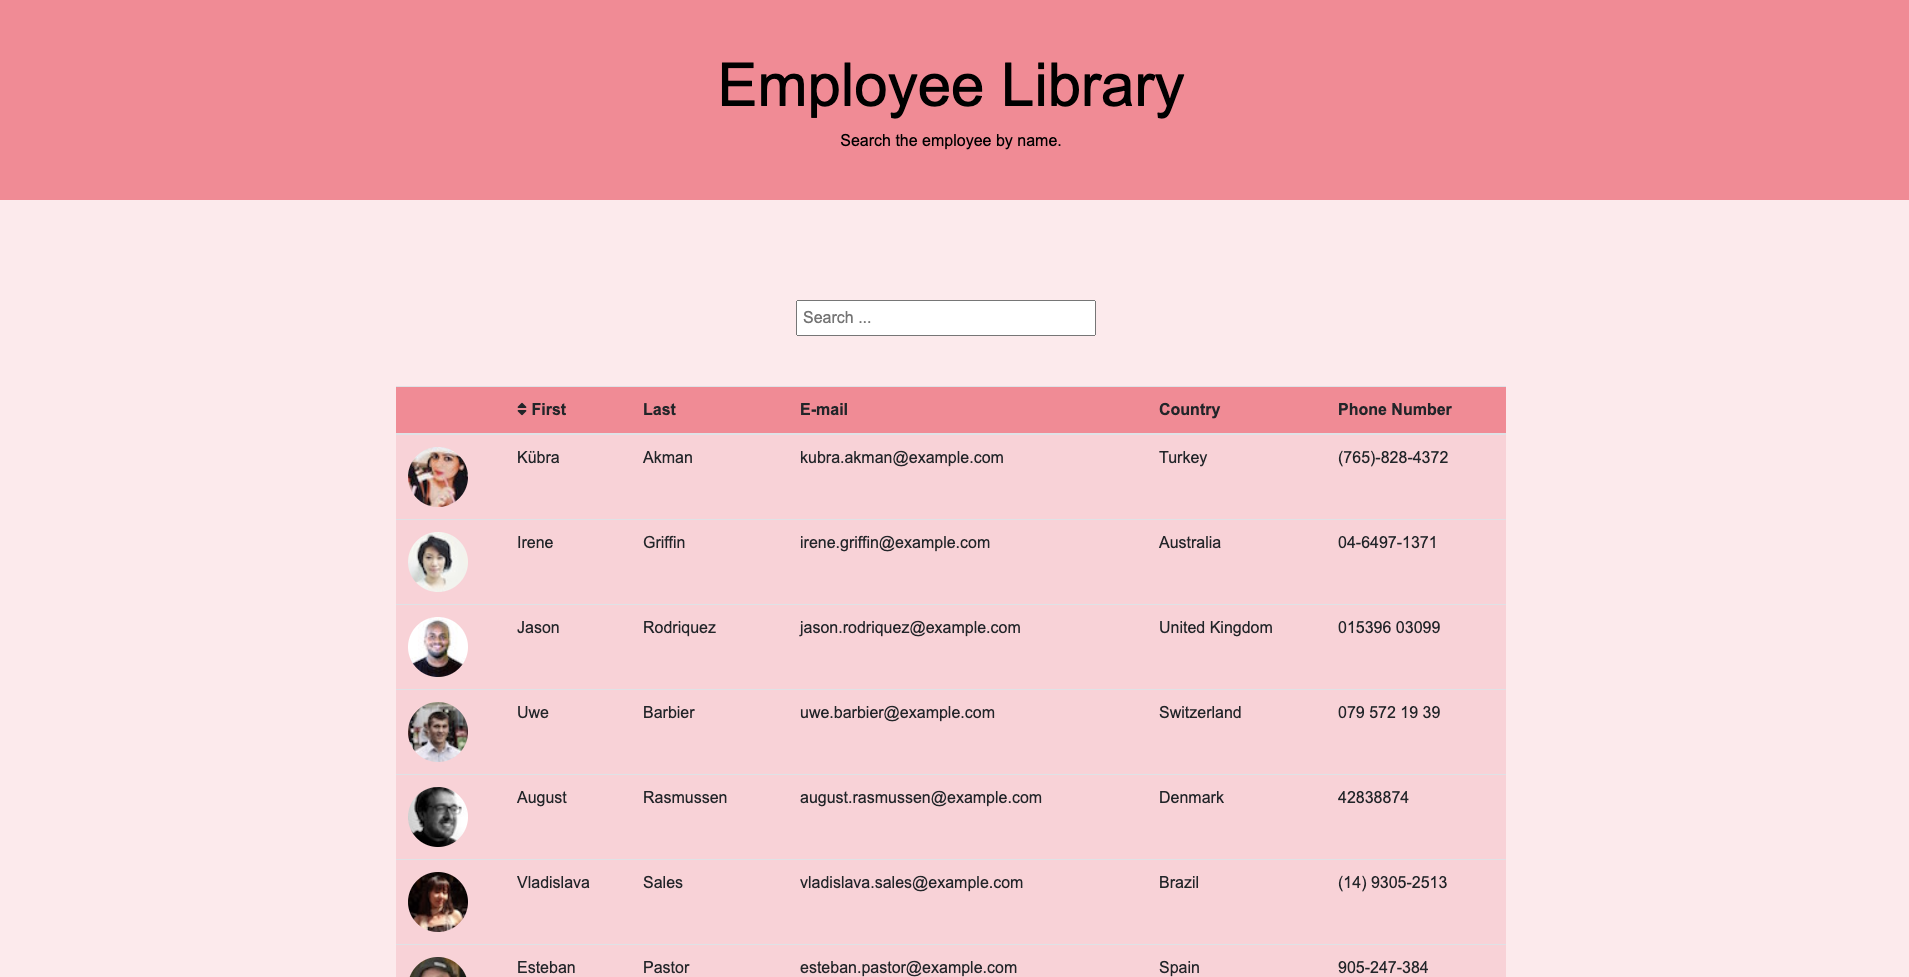 Employee Library
Search the employee by name.
Search ...
First Last E-mail Country Phone Number
Kübra Akman kubra.akman@example.com Turkey (765)-828-4372
Irene Griffin irene.griffin@example.com Australia 04-6497-1371
Jason Rodriquez jason.rodriquez@example.com United Kingdom 015396 03099
Uwe Barbier uwe.barbier@example.com Switzerland 079 572 19 39
August Rasmussen august.rasmussen@example.com Denmark 42838874
Vladislava Sales vladislava.sales@example.com Brazil (14) 9305-2513
Esteban Pastor esteban.pastor@example.com Spain 905-247-384